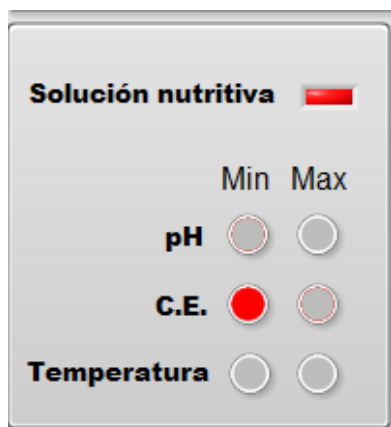 Solución nutritiva
Min Max
pH
C.E.
Temperatura